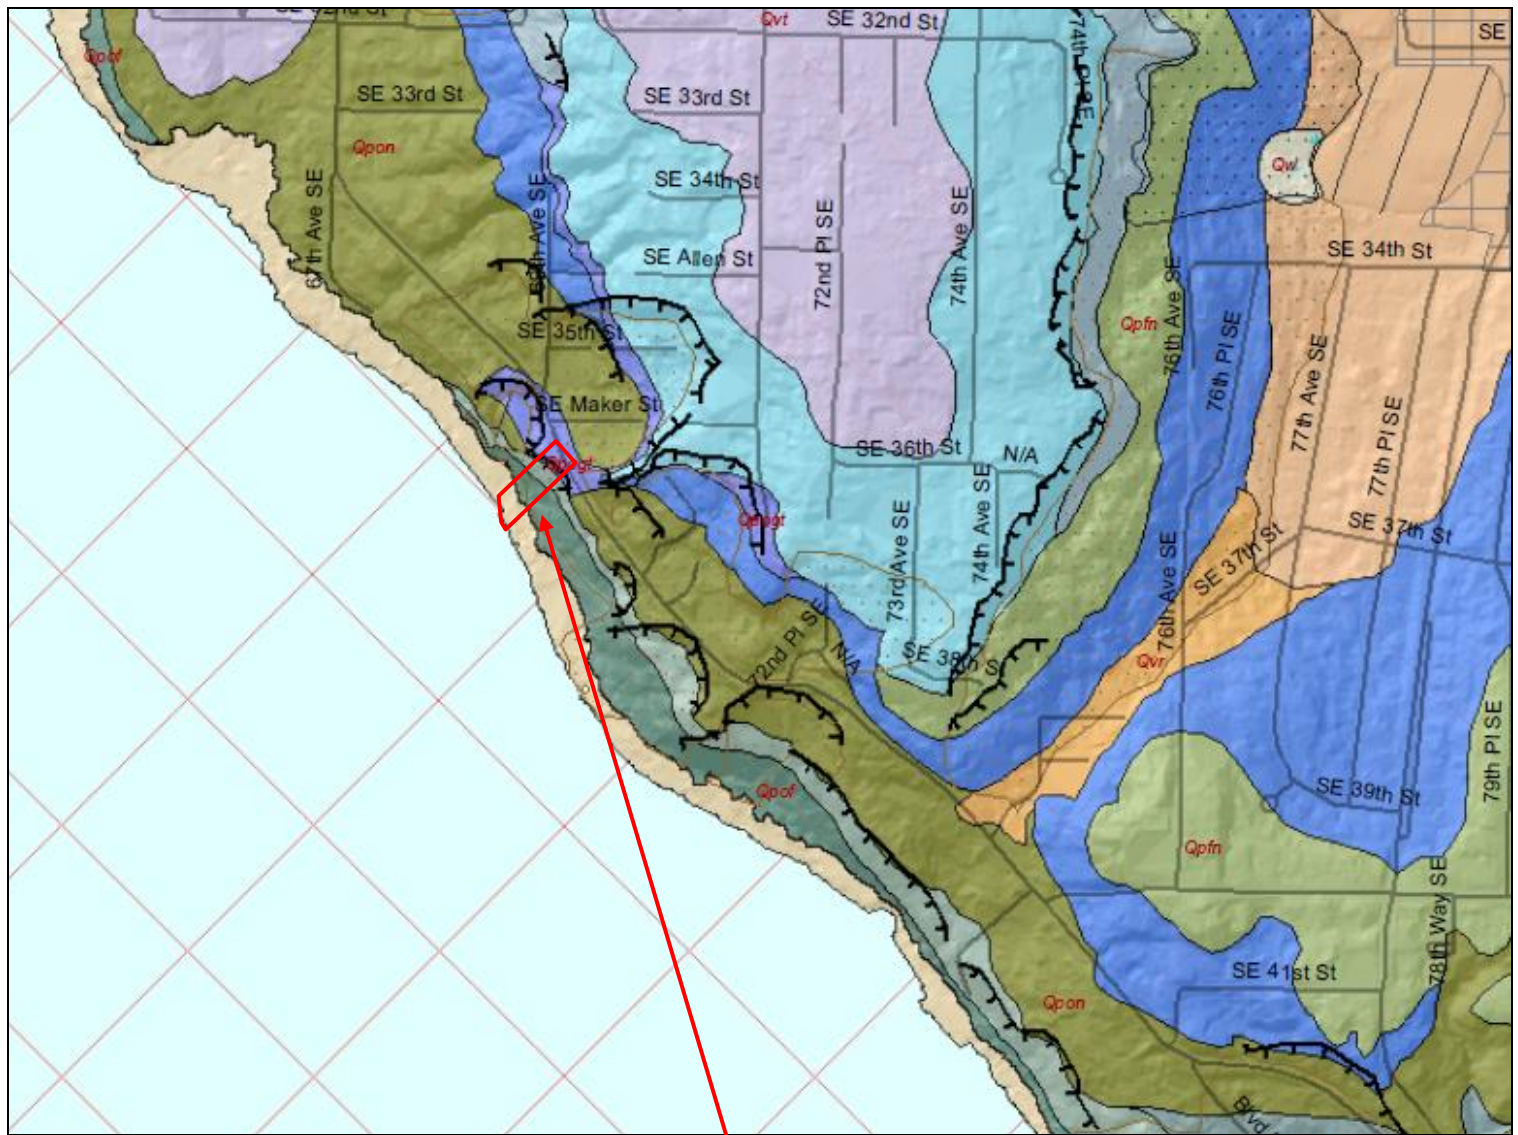 Qvt
SE 32nd St
74th Pl SE
SE
Qpof
SE 33rd St
SE 33rd St
Qpon
Qwl
SE 34th St
67th Ave SE
SE 34th St
SE Allen St
72nd Pl SE
74th Ave SE
Qpfn
76th Ave SE
76th Pl SE
SE 35th St
77th Ave SE
77th Pl SE
SE Maker St
SE 36th St
N/A
Qpogt
73rd Ave SE
74th Ave SE
SE 37th St
SE 37th St
76th Ave SE
72nd Pl SE
N/A
SE 38th S
Qvr
79th Pl SE
Qpof
SE 39th St
Qpfn
78th Way SE
SE 41st St
Qpon
Blvd